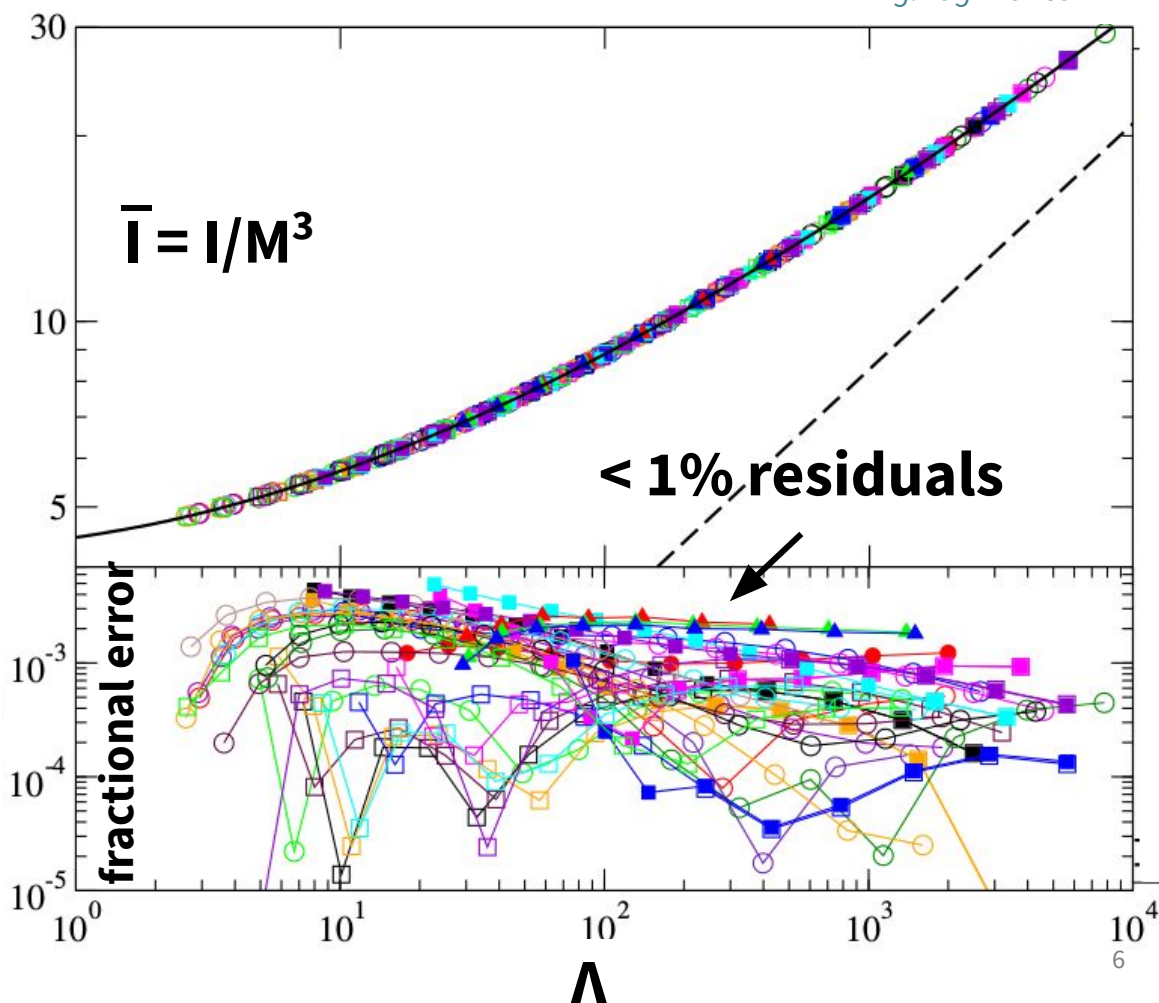 30
Ī = I/M³
10
< 1% residuals
5
fractional error
10⁻³
10⁻⁴
10⁻⁵
10⁰ 10¹ 10² 10³ 10⁴
Λ
6